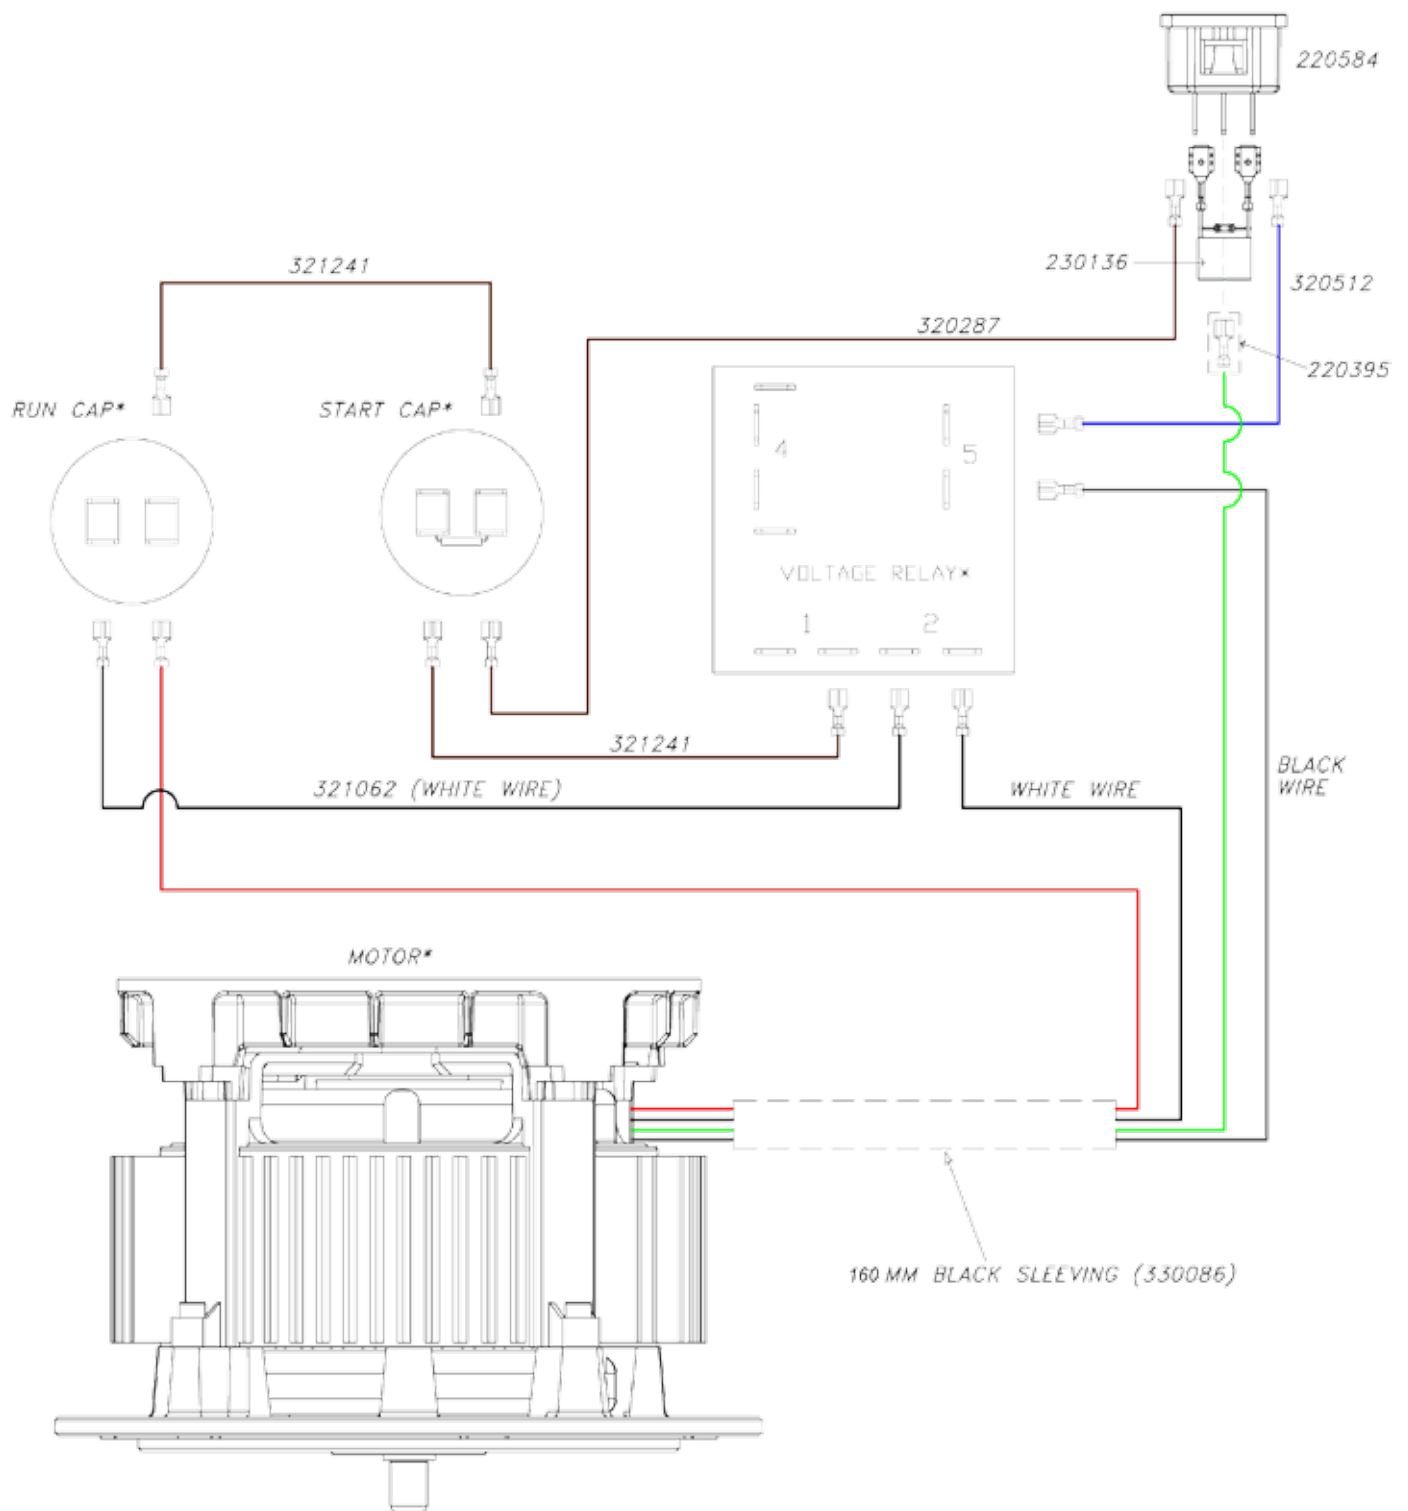 220584
230136
320512
321241
320287
220395
RUN CAP*
START CAP*
4
5
VOLTAGE RELAY*
1
2
321241
321062 (WHITE WIRE)
WHITE WIRE
BLACK
WIRE
MOTOR*
160 MM BLACK SLEEVING (330086)